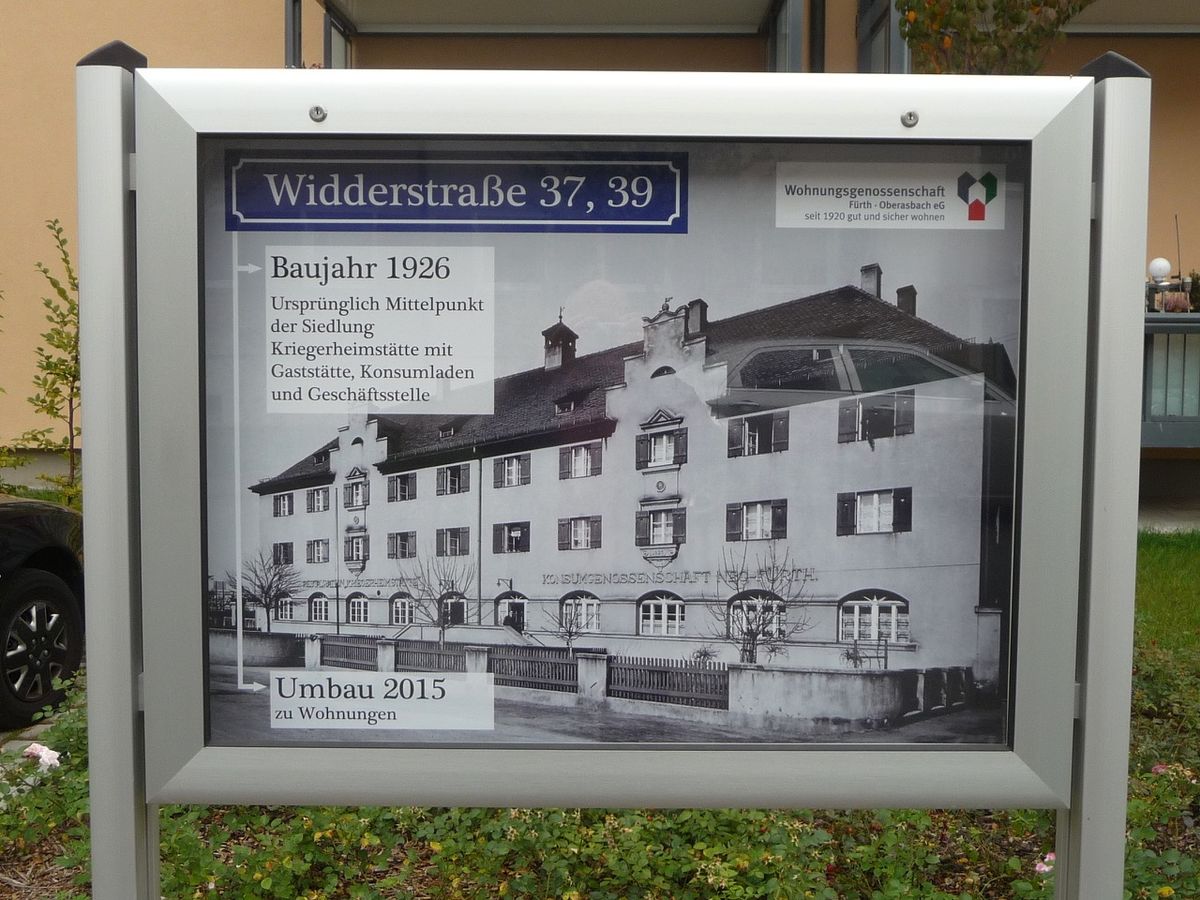 Widderstraße 37, 39
Wohnungsgenossenschaft
Fürth · Oberasbach eG
seit 1920 gut und sicher wohnen
Baujahr 1926
Ursprünglich Mittelpunkt
der Siedlung
Kriegerheimstätte mit
Gaststätte, Konsumladen
und Geschäftsstelle
KONSUMGENOSSENSCHAFT NBG-FÜRTH.
Umbau 2015
zu Wohnungen